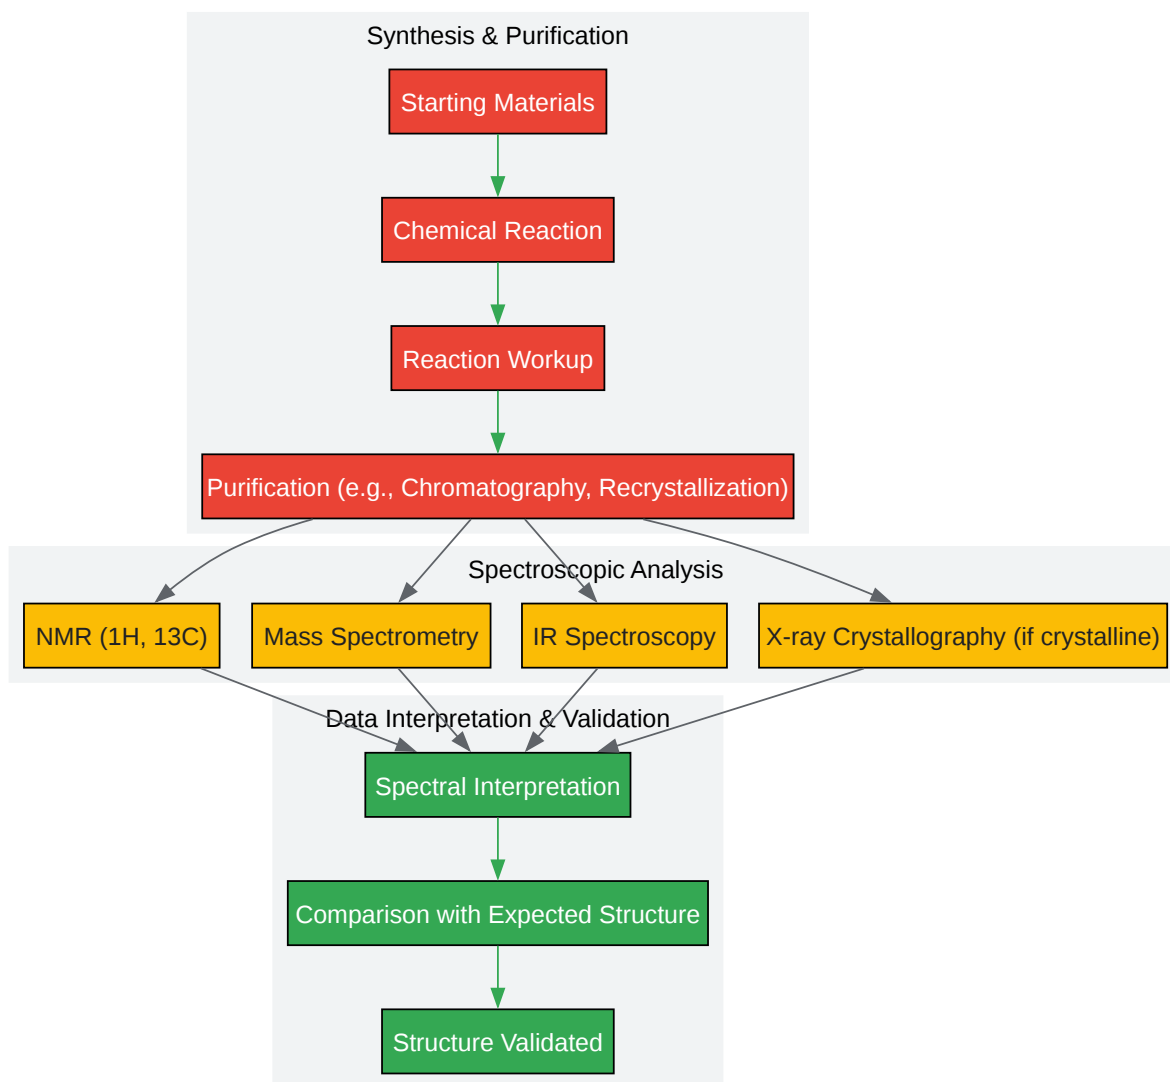 Synthesis & Purification
Starting Materials
Chemical Reaction
Reaction Workup
Purification (e.g., Chromatography, Recrystallization)
Spectroscopic Analysis
NMR (1H, 13C)
Mass Spectrometry
IR Spectroscopy
X-ray Crystallography (if crystalline)
Data Interpretation & Validation
Spectral Interpretation
Comparison with Expected Structure
Structure Validated